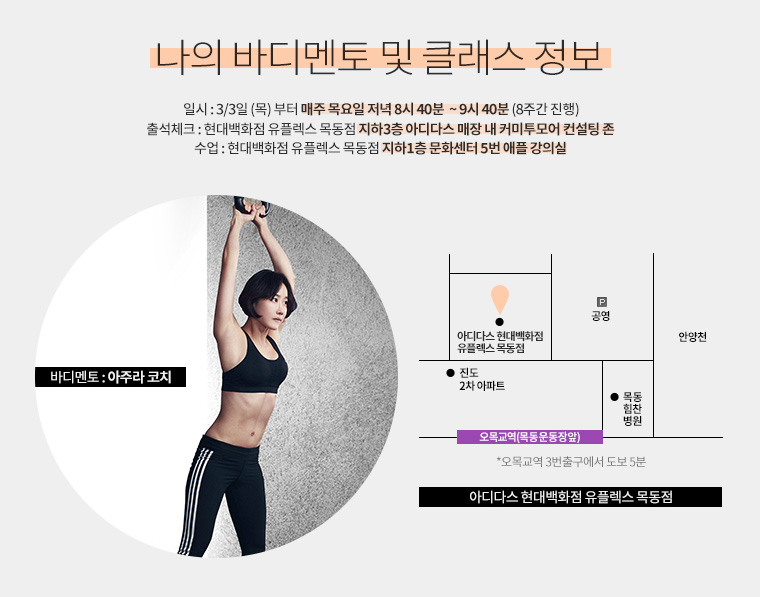 나의 바디멘토 및 클래스 정보
일시 : 3/3일 (목) 부터 매주 목요일 저녁 8시 40분 ~ 9시 40분 (8주간 진행)
출석체크 : 현대백화점 유플렉스 목동점 지하3층 아디다스 매장 내 커미투모어 컨설팅 존
수업 : 현대백화점 유플렉스 목동점 지하1층 문화센터 5번 애플 강의실
바디멘토 : 아주라 코치
아디다스 현대백화점
유플렉스 목동점
P
공영
안양천
진도
2차 아파트
목동
힘찬
병원
오목교역(목동운동장앞)
*오목교역 3번출구에서 도보 5분
아디다스 현대백화점 유플렉스 목동점